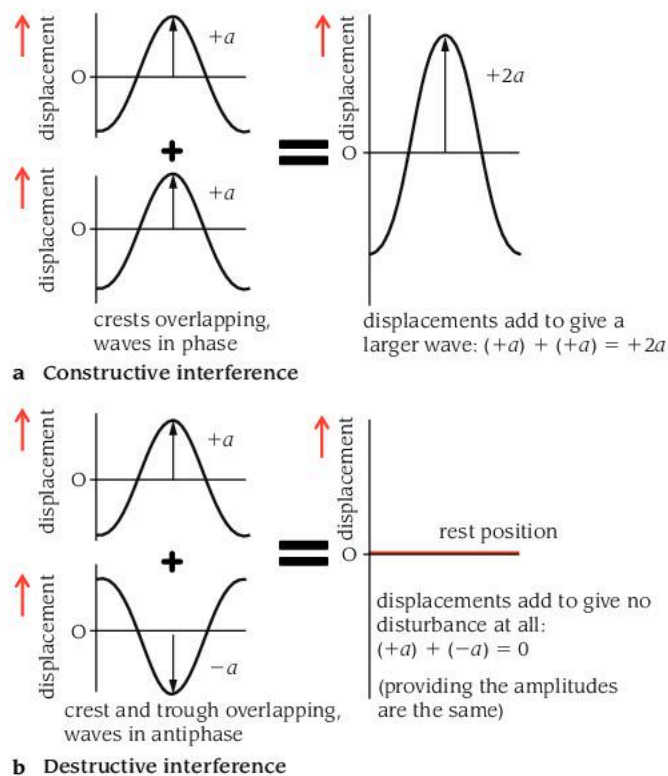 displacement
O
+a
+
displacement
O
+a
crests overlapping,
waves in phase
=
displacement
O
+2a
displacements add to give a
larger wave: (+a) + (+a) = +2a
a Constructive interference
displacement
O
+a
+
displacement
O
−a
crest and trough overlapping,
waves in antiphase
=
displacement
O
rest position
displacements add to give no
disturbance at all:
(+a) + (−a) = 0
(providing the amplitudes
are the same)
b Destructive interference